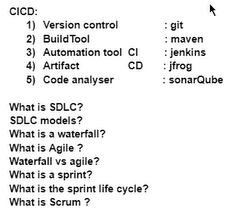 CICD:
1) Version control : git
2) BuildTool : maven
3) Automation tool CI : jenkins
4) Artifact CD : jfrog
5) Code analyser : sonarQube
What is SDLC?
SDLC models?
What is a waterfall?
What is Agile ?
Waterfall vs agile?
What is a sprint?
What is the sprint life cycle?
What is Scrum ?